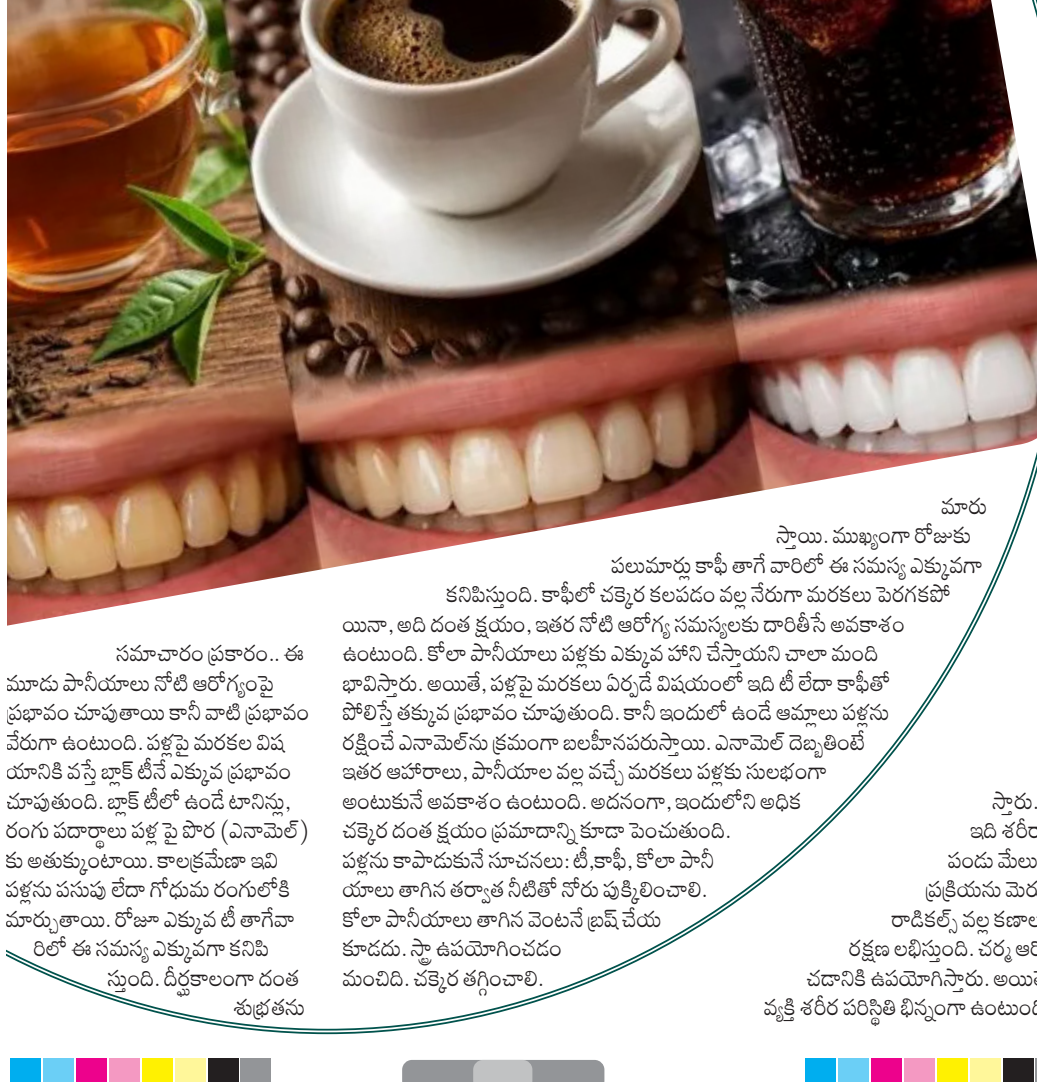 సమాచారం ప్రకారం.. ఈ
మూడు పానీయాలు నోటి ఆరోగ్యంపై
ప్రభావం చూపుతాయి కానీ వాటి ప్రభావం
వేరుగా ఉంటుంది. పళ్లపై మరకల విష
యానికి వస్తే బ్లాక్ టీనే ఎక్కువ ప్రభావం
చూపుతుంది. బ్లాక్ టీలో ఉండే టానిన్లు,
రంగు పదార్థాలు పళ్ల పై పొర (ఎనామెల్)
కు అతుక్కుంటాయి. కాలక్రమేణా ఇవి
పళ్లను పసుపు లేదా గోధుమ రంగులోకి
మార్చుతాయి. రోజూ ఎక్కువ టీ తాగేవా
రిలో ఈ సమస్య ఎక్కువగా కనిపి
స్తుంది. దీర్ఘకాలంగా దంత
శుభ్రతను
మారు
స్తాయి. ముఖ్యంగా రోజుకు
పలుమార్లు కాఫీ తాగే వారిలో ఈ సమస్య ఎక్కువగా
కనిపిస్తుంది. కాఫీలో చక్కెర కలపడం వల్ల నేరుగా మరకలు పెరగకపో
యినా, అది దంత క్షయం, ఇతర నోటి ఆరోగ్య సమస్యలకు దారితీసే అవకాశం
ఉంటుంది. కోలా పానీయాలు పళ్లకు ఎక్కువ హాని చేస్తాయని చాలా మంది
భావిస్తారు. అయితే, పళ్లపై మరకలు ఏర్పడే విషయంలో ఇది టీ లేదా కాఫీతో
పోలిస్తే తక్కువ ప్రభావం చూపుతుంది. కానీ ఇందులో ఉండే ఆమ్లాలు పళ్లను
రక్షించే ఎనామెల్‌ను క్రమంగా బలహీనపరుస్తాయి. ఎనామెల్ దెబ్బతింటే
ఇతర ఆహారాలు, పానీయాల వల్ల వచ్చే మరకలు పళ్లకు సులభంగా
అంటుకునే అవకాశం ఉంటుంది. అదనంగా, ఇందులోని అధిక
చక్కెర దంత క్షయం ప్రమాదాన్ని కూడా పెంచుతుంది.
పళ్లను కాపాడుకునే సూచనలు: టీ,కాఫీ, కోలా పానీ
యాలు తాగిన తర్వాత నీటితో నోరు పుక్కిలించాలి.
కోలా పానీయాలు తాగిన వెంటనే బ్రష్ చేయ
కూడదు. స్ట్రా ఉపయోగించడం
మంచిది. చక్కెర తగ్గించాలి.
స్తారు.
ఇది
పండు
ప్రక్రియను
రాడికల్స్ వల్ల
రక్షణ లభిస్తుంది. చర్మ
చడానికి ఉపయోగిస్తారు.
వ్యక్తి శరీర పరిస్థితి భిన్నంగా